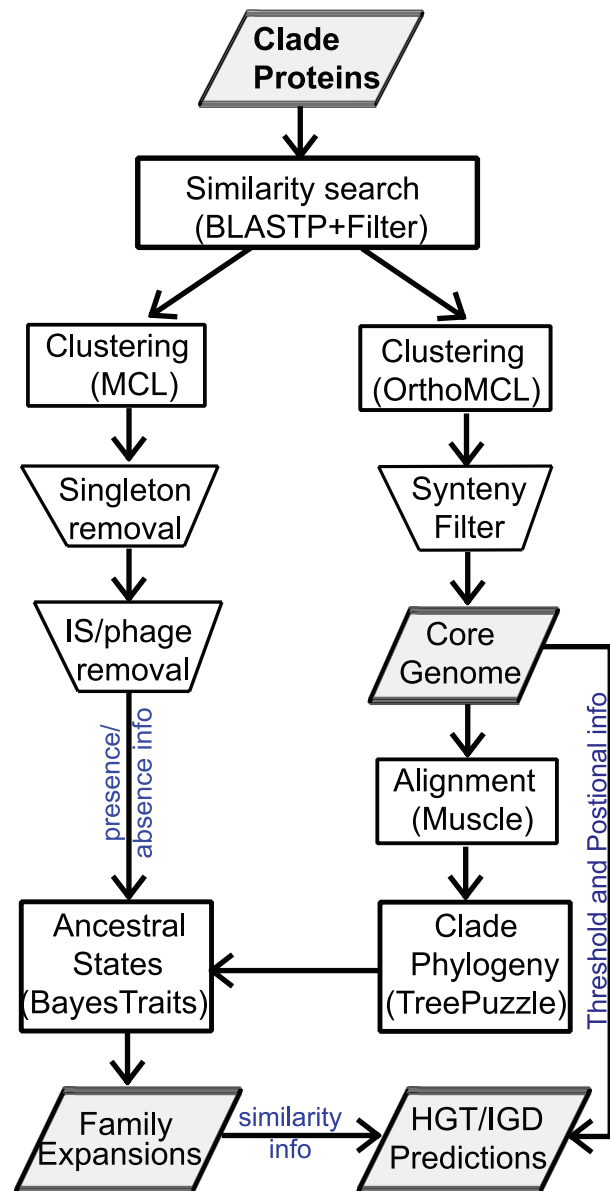 Clade
Proteins
Similarity search
(BLASTP+Filter)
Clustering
(MCL)
Clustering
(OrthoMCL)
Singleton
removal
Synteny
Filter
IS/phage
removal
Core
Genome
presence/
absence info
Threshold and Postional info
Alignment
(Muscle)
Ancestral
States
(BayesTraits)
Clade
Phylogeny
(TreePuzzle)
Family
Expansions
similarity
info
HGT/IGD
Predictions